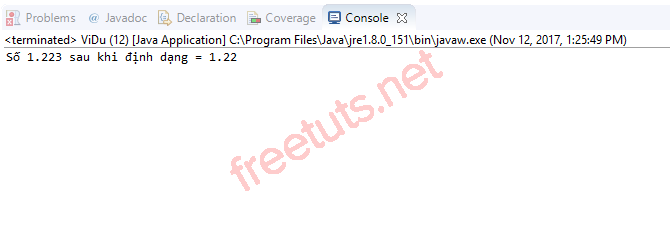 Problems @ Javadoc Declaration Coverage Console
<terminated> ViDu (12) [Java Application] C:\Program Files\Java\jre1.8.0_151\bin\javaw.exe (Nov 12, 2017, 1:25:49 PM)
Số 1.223 sau khi định dạng = 1.22
freetuts.net